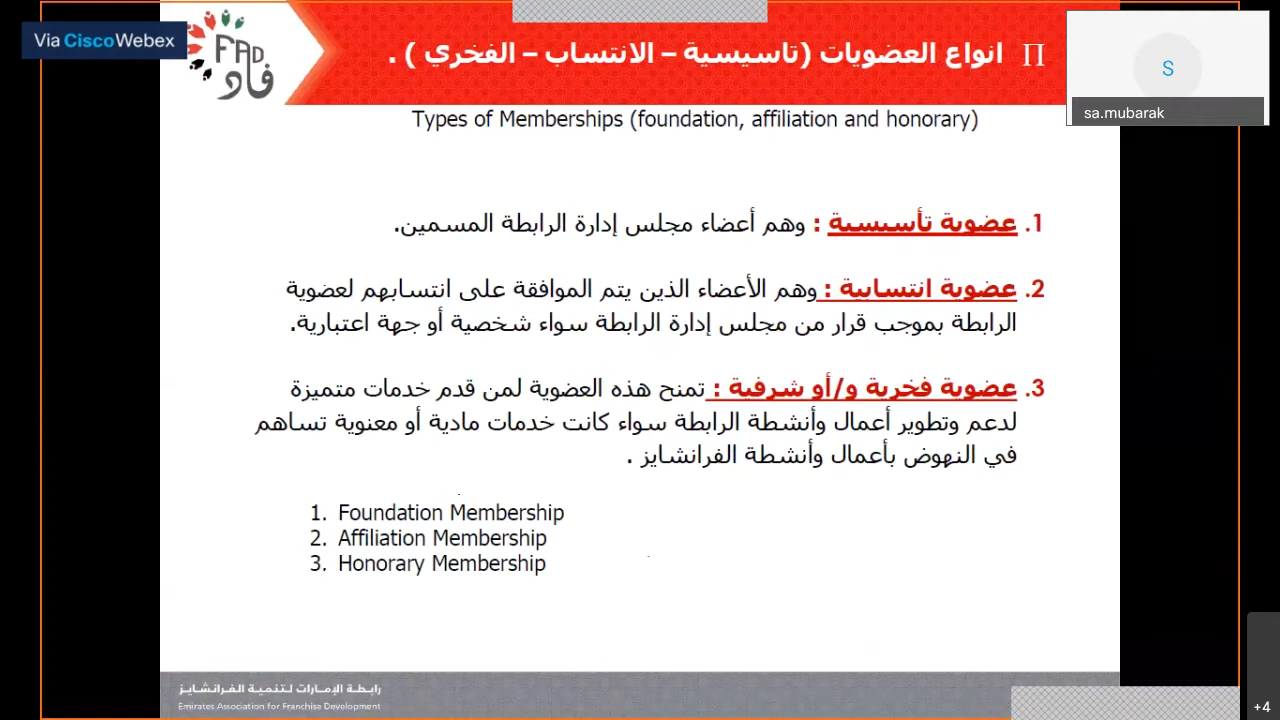 Via Cisco Webex
FAD
فاد
∏ انواع العضويات (تاسيسية – الانتساب – الفخري ) .
S
sa.mubarak
Types of Memberships (foundation, affiliation and honorary)
1. عضوية تأسيسية : وهم أعضاء مجلس إدارة الرابطة المسمين.
2. عضوية انتسابية : وهم الأعضاء الذين يتم الموافقة على انتسابهم لعضوية
الرابطة بموجب قرار من مجلس إدارة الرابطة سواء شخصية أو جهة اعتبارية.
3. عضوية فخرية و/أو شرفية : تمنح هذه العضوية لمن قدم خدمات متميزة
لدعم وتطوير أعمال وأنشطة الرابطة سواء كانت خدمات مادية أو معنوية تساهم
في النهوض بأعمال وأنشطة الفرانشايز .
1. Foundation Membership
2. Affiliation Membership
3. Honorary Membership
رابطة الإمارات لتنمية الفرانشايز
Emirates Association for Franchise Development
+4